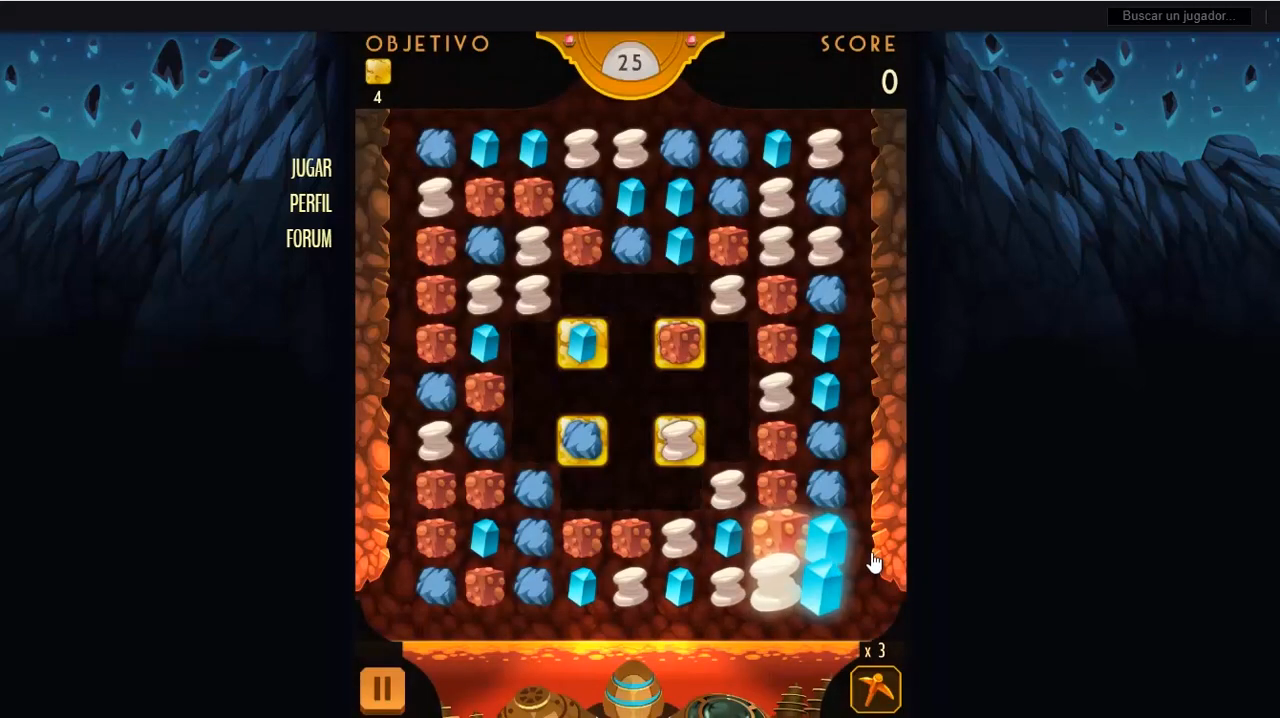 Buscar un jugador...
OBJETIVO
25
SCORE
4
0
JUGAR
PERFIL
FORUM
x 3